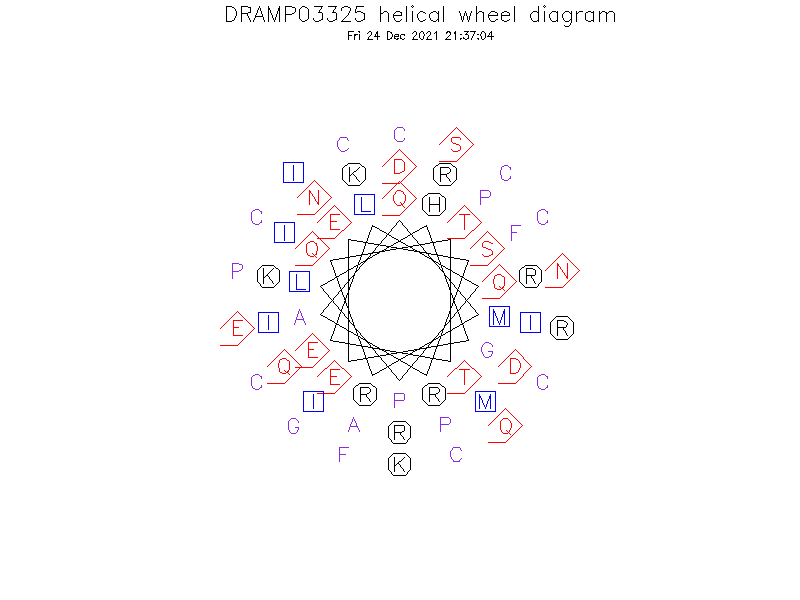 DRAMP03325 helical wheel diagram
Fri 24 Dec 2021 21:37:04
C C S
I K D R C
N L Q H P
C E T C
I Q S F
P K L Q R N
E I A M I R
C Q E G D C
I E R P R T M
G A R P Q
F K C